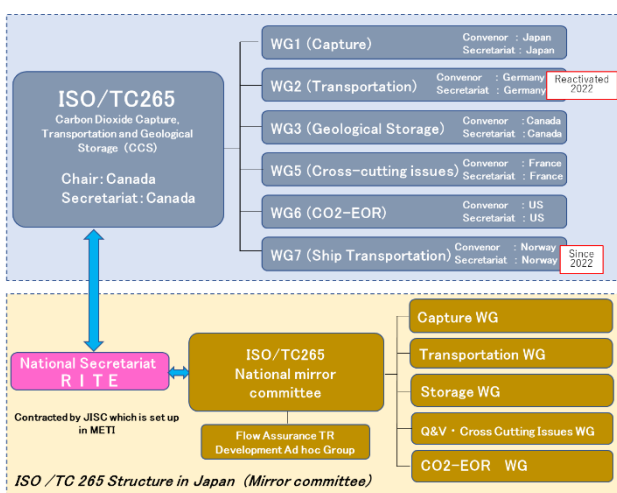 ISO/TC265
Carbon Dioxide Capture,
Transportation and Geological
Storage (CCS)
Chair:Canada
Secretariat:Canada
WG1 (Capture)
Convenor : Japan
Secretariat : Japan
WG2 (Transportation)
Convenor : Germany
Secretariat : Germany
Reactivated
2022
WG3 (Geological Storage)
Convenor : Canada
Secretariat : Canada
WG5 (Cross-cutting issues)
Convenor : France
Secretariat : France
WG6 (CO2-EOR)
Convenor : US
Secretariat : US
WG7 (Ship Transportation)
Convenor : Norway
Secretariat : Norway
Since
2022
National Secretariat
RITE
Contracted by JISC which is set up
in METI
ISO/TC265
National mirror
committee
Flow Assurance TR
Development Ad hoc Group
Capture WG
Transportation WG
Storage WG
Q&V・Cross Cutting Issues WG
CO2-EOR WG
ISO /TC 265 Structure in Japan (Mirror committee)